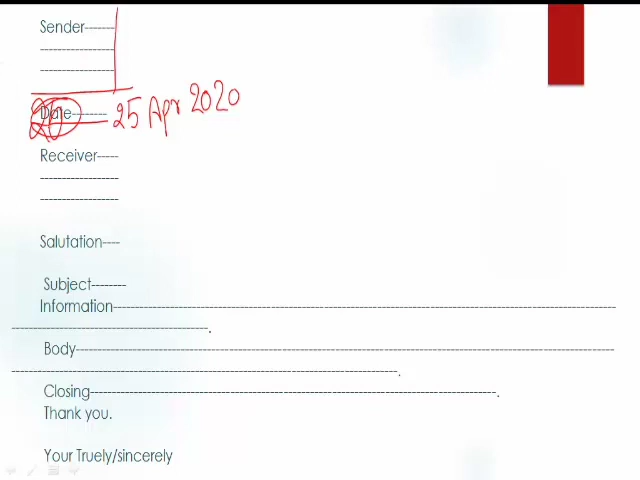 Sender-------
-----------------
-----------------
Date-------- 25 Apr 2020
Receiver-----
------------------
------------------
Salutation----
Subject--------
Information---------------------------------------------------------------------------------------------------------------------
----------------------------------------------.
Body-----------------------------------------------------------------------------------------------------------------------------
-----------------------------------------------------------------------------------------.
Closing----------------------------------------------------------------------------------------------.
Thank you.
Your Truely/sincerely